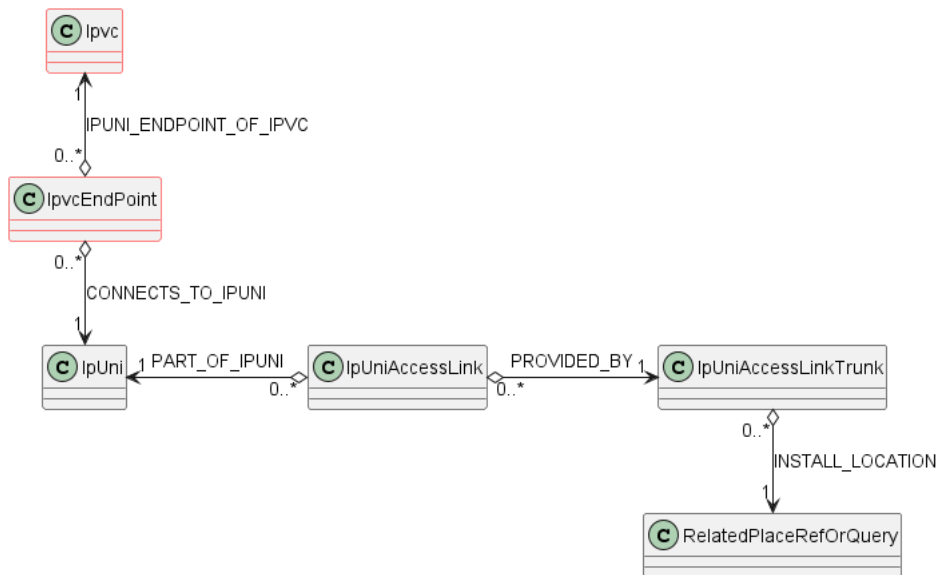 C Ipvc
1
IPUNI_ENDPOINT_OF_IPVC
0..*
C IpvcEndPoint
0..*
CONNECTS_TO_IPUNI
1
C IpUni
1 PART_OF_IPUNI
0..*
C IpUniAccessLink
PROVIDED_BY 1
0..*
C IpUniAccessLinkTrunk
0..*
INSTALL_LOCATION
1
C RelatedPlaceRefOrQuery